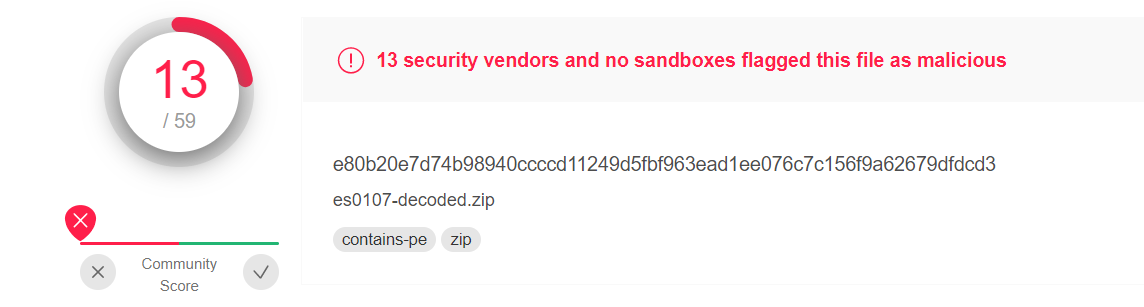 13
/ 59
Community
Score
13 security vendors and no sandboxes flagged this file as malicious
e80b20e7d74b98940ccccd11249d5fbf963ead1ee076c7c156f9a62679dfdcd3
es0107-decoded.zip
contains-pe zip